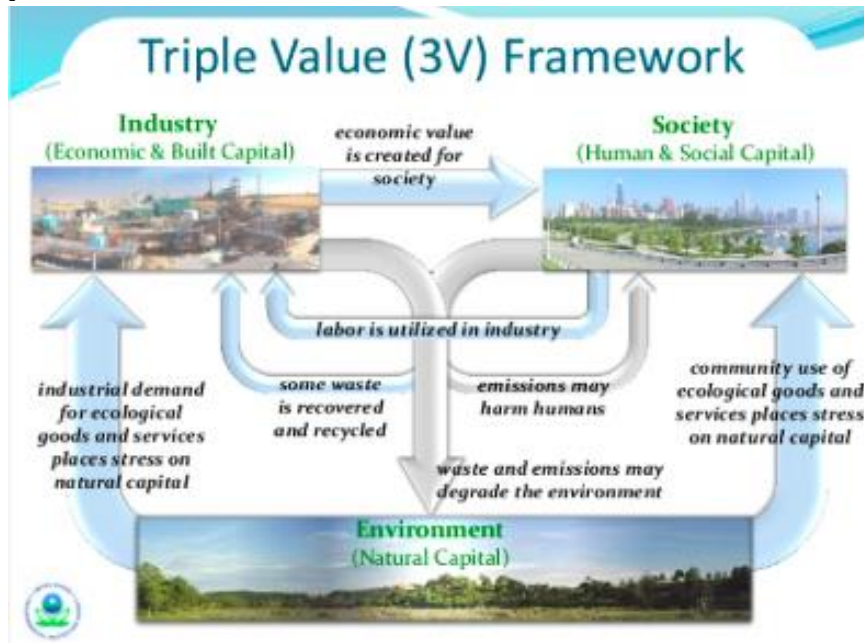 Triple Value (3V) Framework
Industry
(Economic & Built Capital)
economic value
is created for
society
Society
(Human & Social Capital)
labor is utilized in industry
industrial demand
for ecological
goods and services
places stress on
natural capital
some waste
is recovered
and recycled
emissions may
harm humans
community use of
ecological goods and
services places stress
on natural capital
waste and emissions may
degrade the environment
Environment
(Natural Capital)